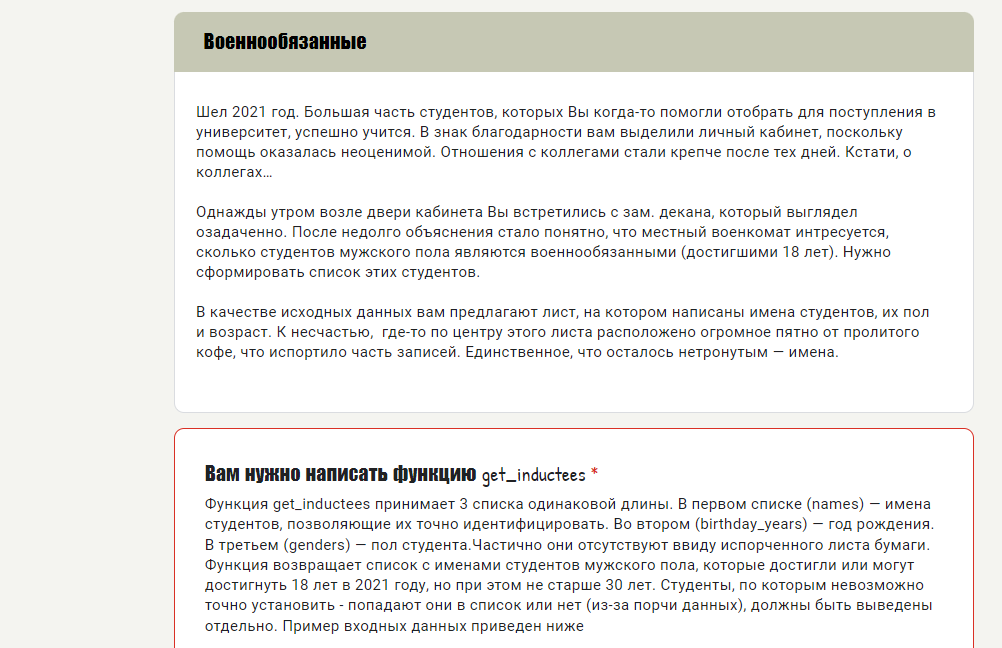 Военнообязанные
Шел 2021 год. Большая часть студентов, которых Вы когда-то помогли отобрать для поступления в
университет, успешно учится. В знак благодарности вам выделили личный кабинет, поскольку
помощь оказалась неоценимой. Отношения с коллегами стали крепче после тех дней. Кстати, о
коллегах…
Однажды утром возле двери кабинета Вы встретились с зам. декана, который выглядел
озадаченно. После недолго объяснения стало понятно, что местный военкомат интресуется,
сколько студентов мужского пола являются военнообязанными (достигшими 18 лет). Нужно
сформировать список этих студентов.
В качестве исходных данных вам предлагают лист, на котором написаны имена студентов, их пол
и возраст. К несчастью,  где-то по центру этого листа расположено огромное пятно от пролитого
кофе, что испортило часть записей. Единственное, что осталось нетронутым — имена.
Вам нужно написать функцию get_inductees *
Функция get_inductees принимает 3 списка одинаковой длины. В первом списке (names) — имена
студентов, позволяющие их точно идентифицировать. Во втором (birthday_years) — год рождения.
В третьем (genders) — пол студента.Частично они отсутствуют ввиду испорченного листа бумаги.
Функция возвращает список с именами студентов мужского пола, которые достигли или могут
достигнуть 18 лет в 2021 году, но при этом не старше 30 лет. Студенты, по которым невозможно
точно установить - попадают они в список или нет (из-за порчи данных), должны быть выведены
отдельно. Пример входных данных приведен ниже